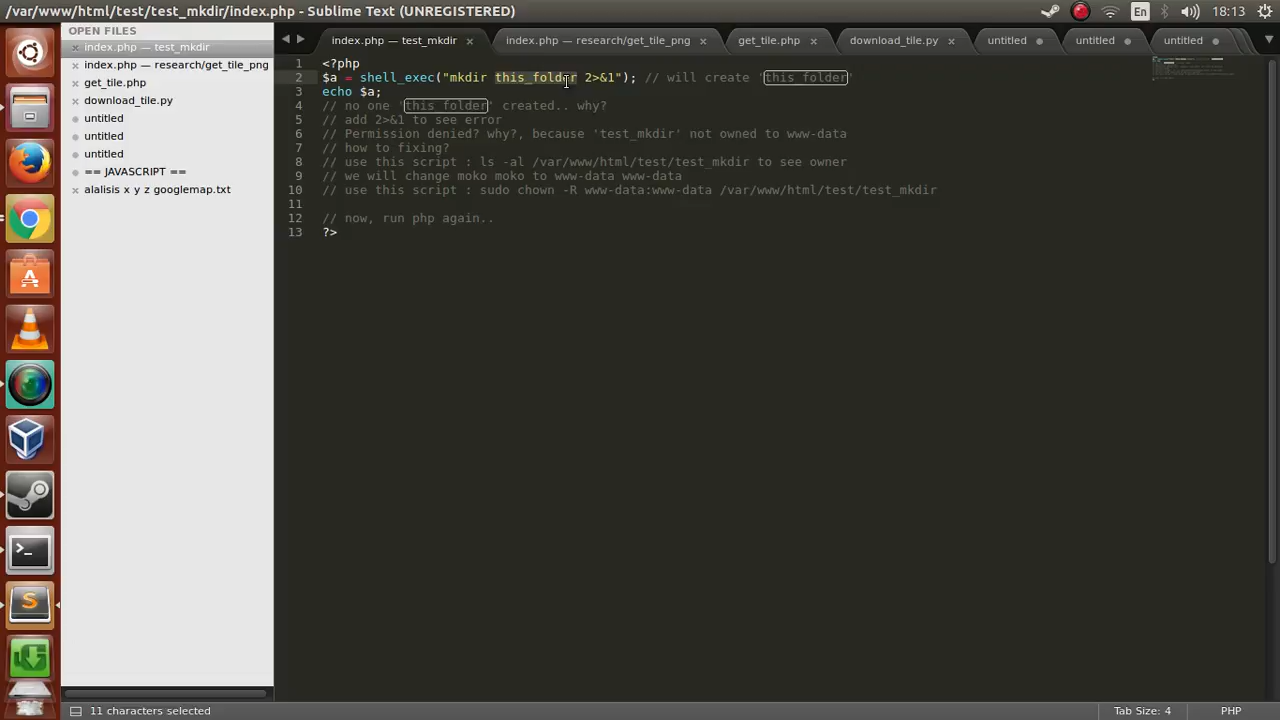 /var/www/html/test/test_mkdir/index.php - Sublime Text (UNREGISTERED)
En
18:13
OPEN FILES
index.php — test_mkdir
index.php — research/get_tile_png
get_tile.php
download_tile.py
untitled
untitled
untitled
== JAVASCRIPT ==
alalisis x y z googlemap.txt
index.php — test_mkdir
index.php — research/get_tile_png
get_tile.php
download_tile.py
untitled
untitled
untitled
1 <?php
2 $a = shell_exec("mkdir this_folder 2>&1"); // will create 'this_folder'
3 echo $a;
4 // no one 'this_folder' created.. why?
5 // add 2>&1 to see error
6 // Permission denied? why?, because 'test_mkdir' not owned to www-data
7 // how to fixing?
8 // use this script : ls -al /var/www/html/test/test_mkdir to see owner
9 // we will change moko moko to www-data www-data
10 // use this script : sudo chown -R www-data:www-data /var/www/html/test/test_mkdir
11
12 // now, run php again..
13 ?>
11 characters selected
Tab Size: 4
PHP